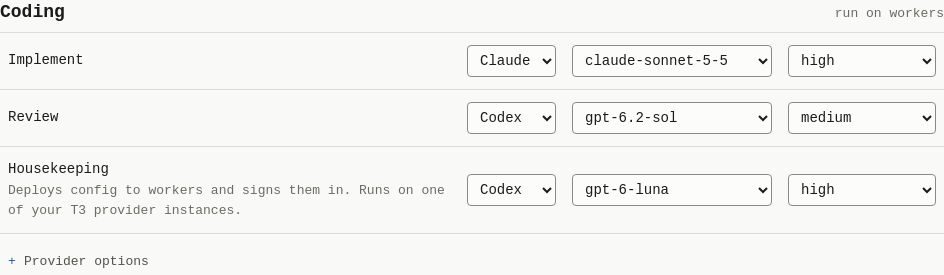 Coding run on workers
Implement Claude claude-sonnet-5-5 high
Review Codex gpt-6.2-sol medium
Housekeeping
Deploys config to workers and signs them in. Runs on one
of your T3 provider instances.
Codex gpt-6-luna high
+ Provider options